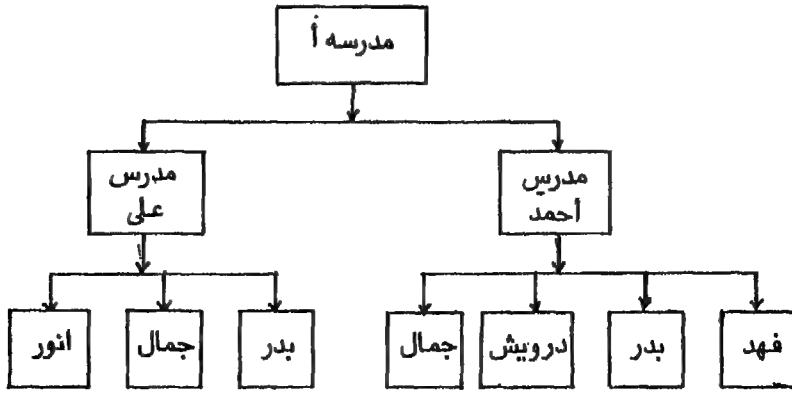 مدرسه أ
مدرس
أحمد
مدرس
على
فهد
بدر
درويش
جمال
بدر
جمال
انور